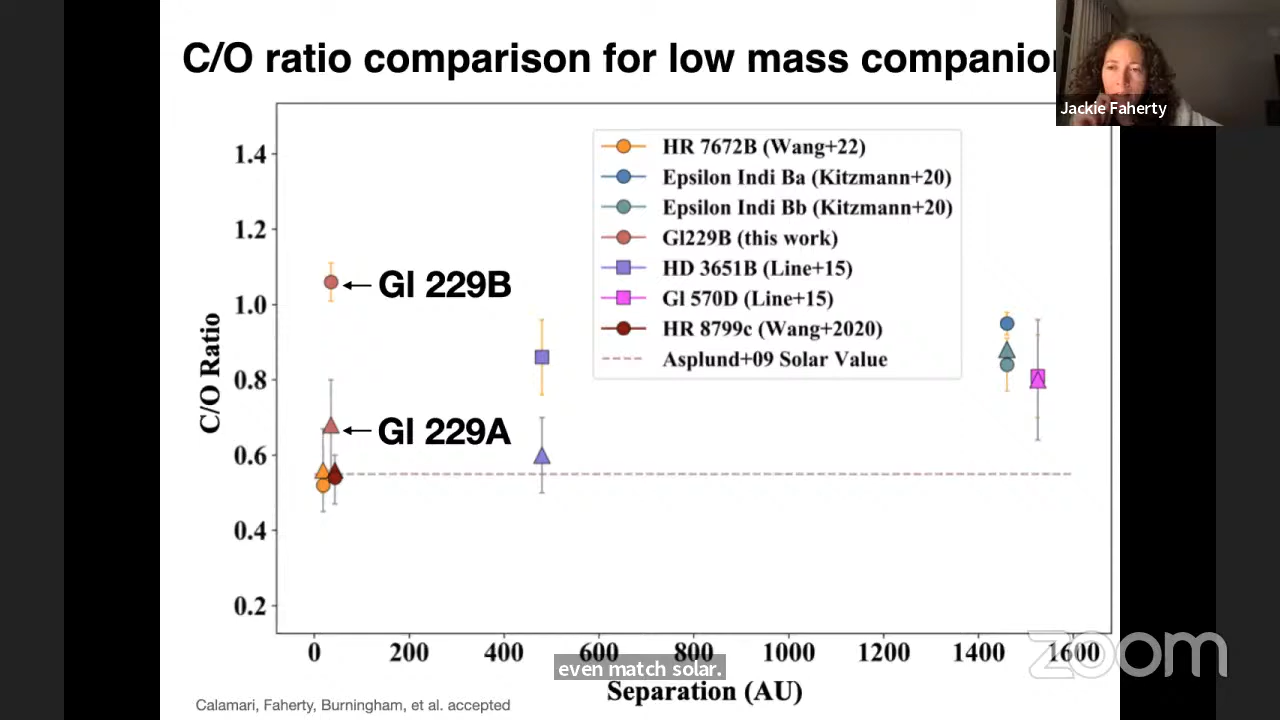 C/O ratio comparison for low mass companion
Jackie Faherty
HR 7672B (Wang+22)
Epsilon Indi Ba (Kitzmann+20)
Epsilon Indi Bb (Kitzmann+20)
Gl229B (this work)
HD 3651B (Line+15)
Gl 570D (Line+15)
HR 8799c (Wang+2020)
Asplund+09 Solar Value
Gl 229B
Gl 229A
C/O Ratio
1.4
1.2
1.0
0.8
0.6
0.4
0.2
0 200 400 600 800 1000 1200 1400 1600
even match solar.
Separation (AU)
zoom
Calamari, Faherty, Burningham, et al. accepted